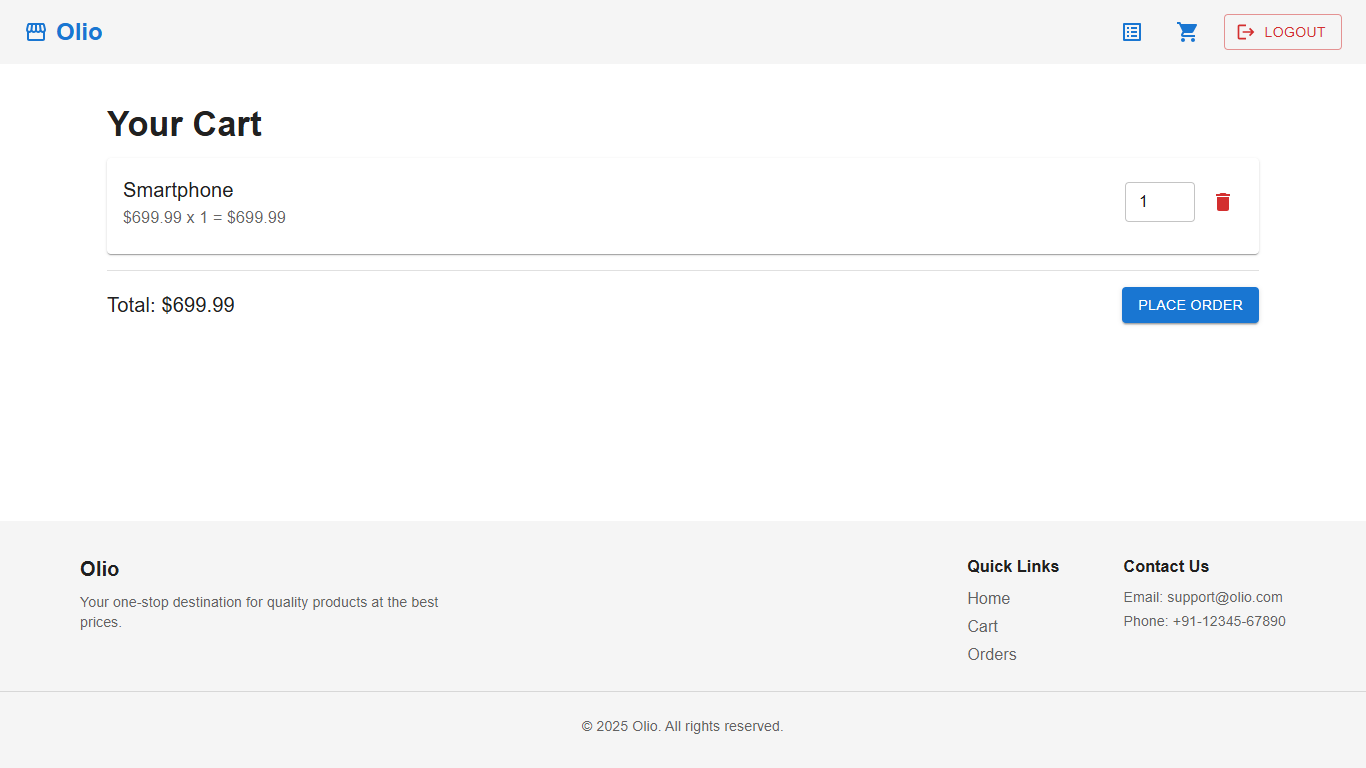 Olio
LOGOUT
Your Cart
Smartphone
$699.99 x 1 = $699.99
1
Total: $699.99
PLACE ORDER
Olio
Your one-stop destination for quality products at the best
prices.
Quick Links
Home
Cart
Orders
Contact Us
Email: support@olio.com
Phone: +91-12345-67890
© 2025 Olio. All rights reserved.